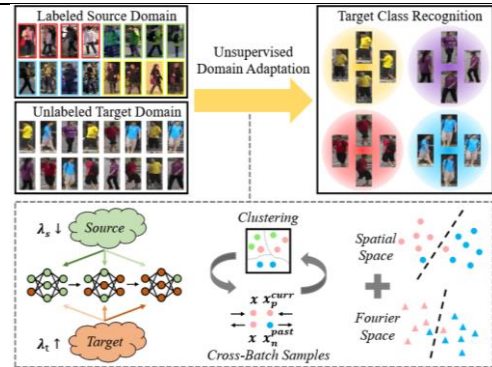 Labeled Source Domain
Unlabeled Target Domain
Unsupervised
Domain Adaptation
Target Class Recognition
λs ↓
Source
λt ↑
Target
Clustering
x x_p^curr
x x_n^past
Cross-Batch Samples
Spatial
Space
Fourier
Space